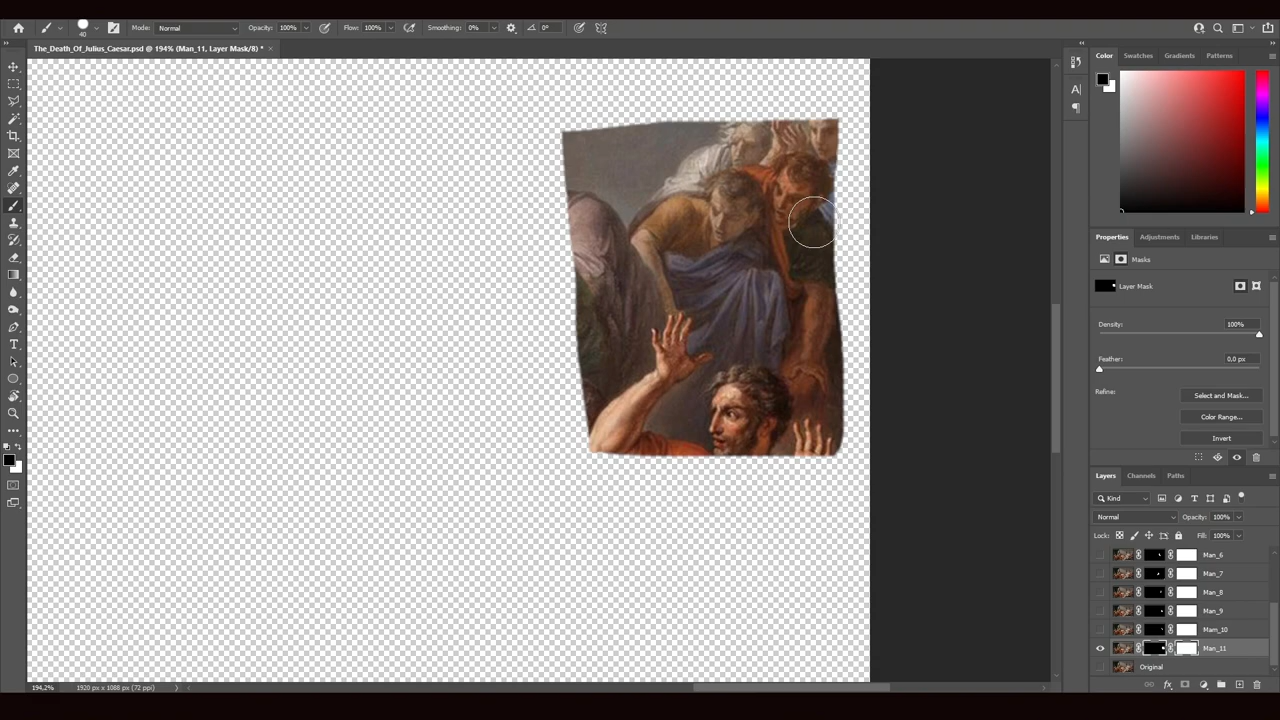 40
Mode: Normal
Opacity: 100%
Flow: 100%
Smoothing: 0%
0°
The_Death_Of_Julius_Caesar.psd @ 194% (Man_11, Layer Mask/8) *
Color Swatches Gradients Patterns
Properties Adjustments Libraries
Masks
Layer Mask
Density: 100%
Feather: 0,0 px
Refine: Select and Mask...
Color Range...
Invert
Layers Channels Paths
Kind
Normal Opacity: 100%
Lock: Fill: 100%
Man_6
Man_7
Man_8
Man_9
Mam_10
Man_11
Original
194,2% 1920 px x 1088 px (72 ppi)